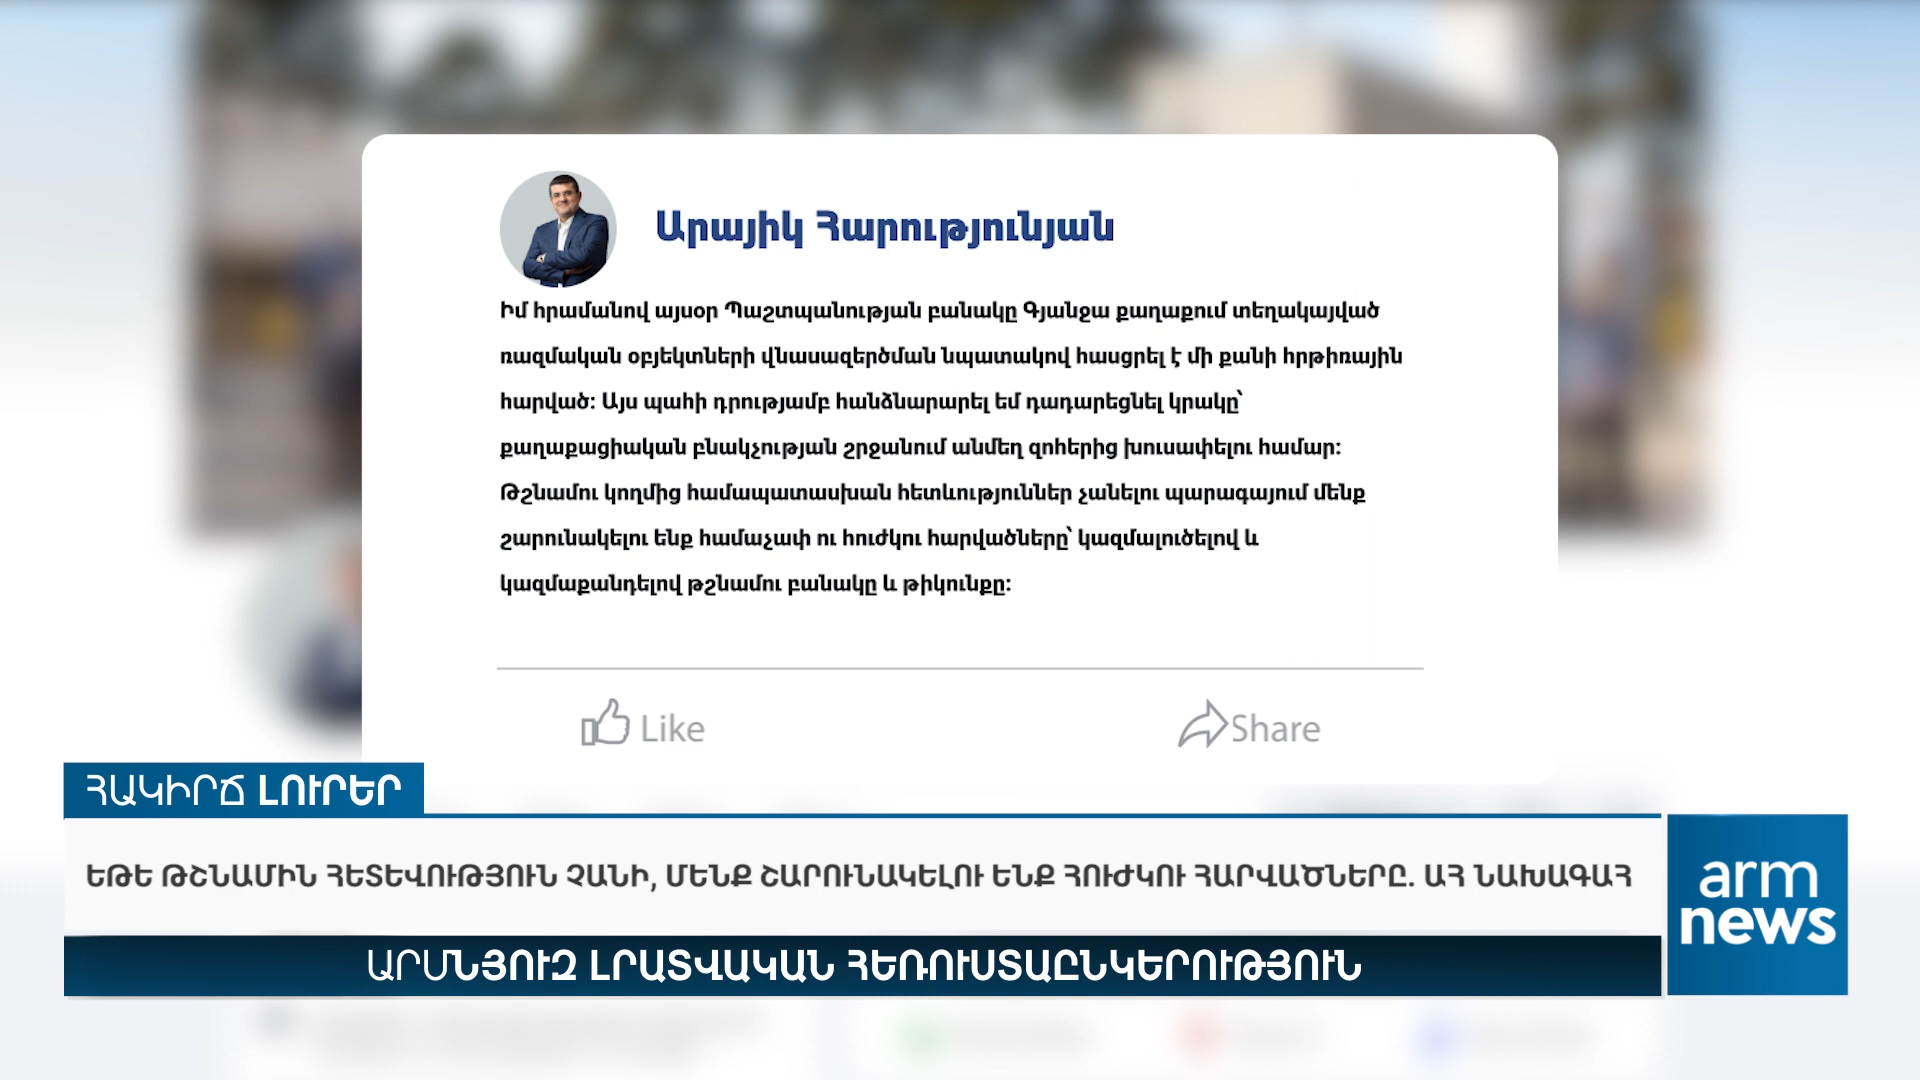 Արայիկ Հարությունյան
Իմ հրամանով այսօր Պաշտպանության բանակը Գյանջա քաղաքում տեղակայված
ռազմական օբյեկտների վնասազերծման նպատակով հասցրել է մի քանի հրթիռային
հարված: Այս պահի դրությամբ հանձնարարել եմ դադարեցնել կրակը՝
քաղաքացիական բնակչության շրջանում անմեղ զոհերից խուսափելու համար:
Թշնամու կողմից համապատասխան հետևություններ չանելու պարագայում մենք
շարունակելու ենք համաչափ ու հուժկու հարվածները՝ կազմալուծելով և
կազմաքանդելով թշնամու բանակը և թիկունքը:
Like
Share
ՀԱԿԻՐՃ ԼՈՒՐԵՐ
ԵԹԵ ԹՇՆԱՄԻՆ ՀԵՏԵՎՈՒԹՅՈՒՆ ՉԱՆԻ, ՄԵՆՔ ՇԱՐՈՒՆԱԿԵԼՈՒ ԵՆՔ ՀՈՒԺԿՈՒ ՀԱՐՎԱԾՆԵՐԸ. ԱՀ ՆԱԽԱԳԱՀ
arm
news
ԱՐՄՆՅՈՒԶ ԼՐԱՏՎԱԿԱՆ ՀԵՌՈՒՍՏԱԸՆԿԵՐՈՒԹՅՈՒՆ